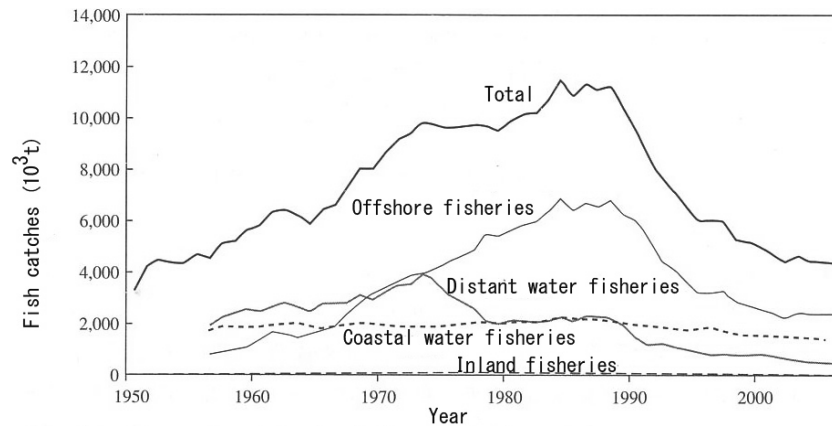 14,000
12,000
Total
10,000
8,000
Offshore fisheries
6,000
4,000
Distant water fisheries
2,000
Coastal water fisheries
Inland fisheries
0
1950 1960 1970 1980 1990 2000
Year
Fish catches (10³t)